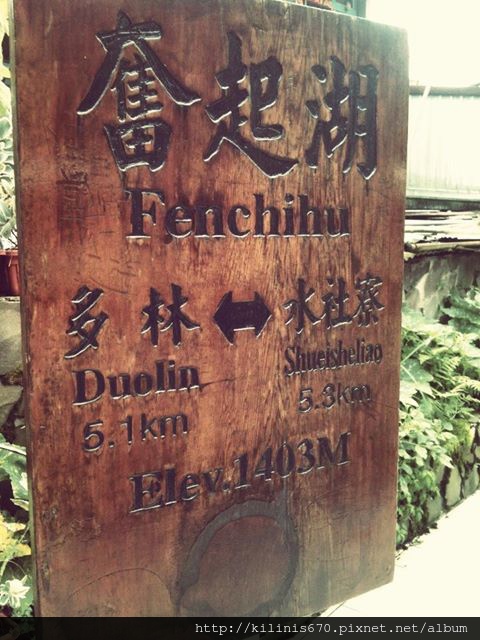 奮起湖
Fenchihu
多林 ↔ 水社寮
Duolin Shueisheliao
5.1km 5.3km
Elev.1403M
http://kilinis670.pixnet.net/album